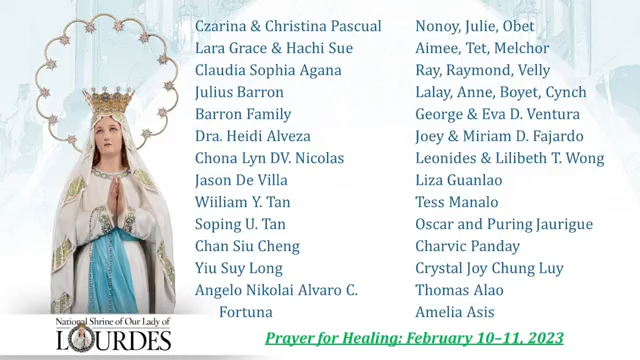 Czarina & Christina Pascual
Lara Grace & Hachi Sue
Claudia Sophia Agana
Julius Barron
Barron Family
Dra. Heidi Alveza
Chona Lyn DV. Nicolas
Jason De Villa
Wiiliam Y. Tan
Soping U. Tan
Chan Siu Cheng
Yiu Suy Long
Angelo Nikolai Alvaro C.
Fortuna
Nonoy, Julie, Obet
Aimee, Tet, Melchor
Ray, Raymond, Velly
Lalay, Anne, Boyet, Cynch
George & Eva D. Ventura
Joey & Miriam D. Fajardo
Leonides & Lilibeth T. Wong
Liza Guanlao
Tess Manalo
Oscar and Puring Jaurigue
Charvic Panday
Crystal Joy Chung Luy
Thomas Alao
Amelia Asis
National Shrine of Our Lady of
LOURDES
Prayer for Healing: February 10–11, 2023